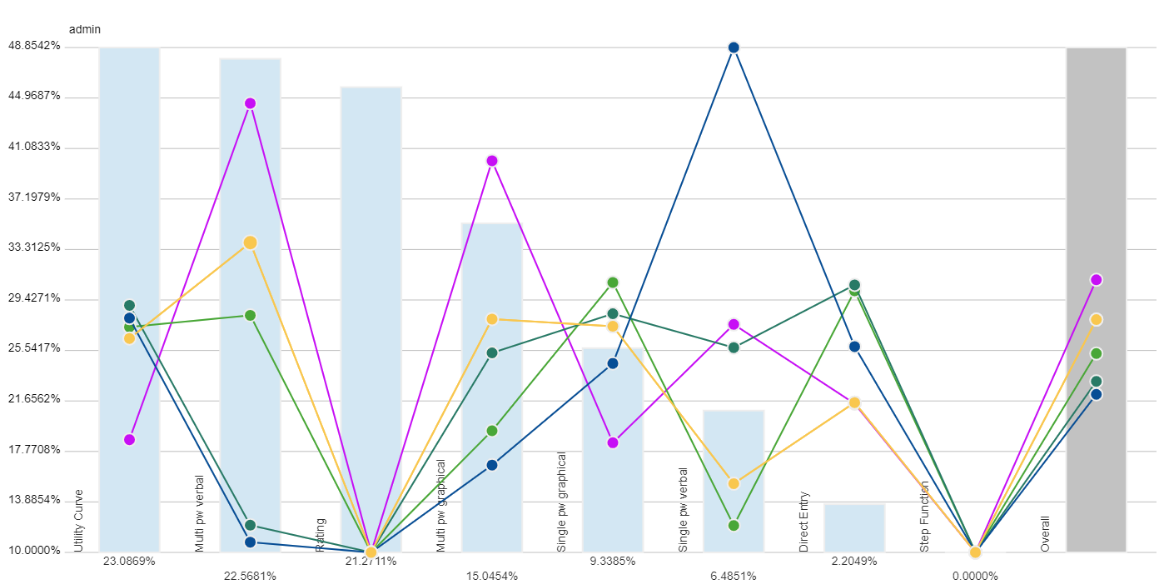 admin
48.8542%
44.9687%
41.0833%
37.1979%
33.3125%
29.4271%
25.5417%
21.6562%
17.7708%
13.8854%
10.0000%
Utility Curve
Multi pw verbal
Rating
Multi pw graphical
Single pw graphical
Single pw verbal
Direct Entry
Step Function
Overall
23.0869%
22.5681%
21.2711%
15.0454%
9.3385%
6.4851%
2.2049%
0.0000%